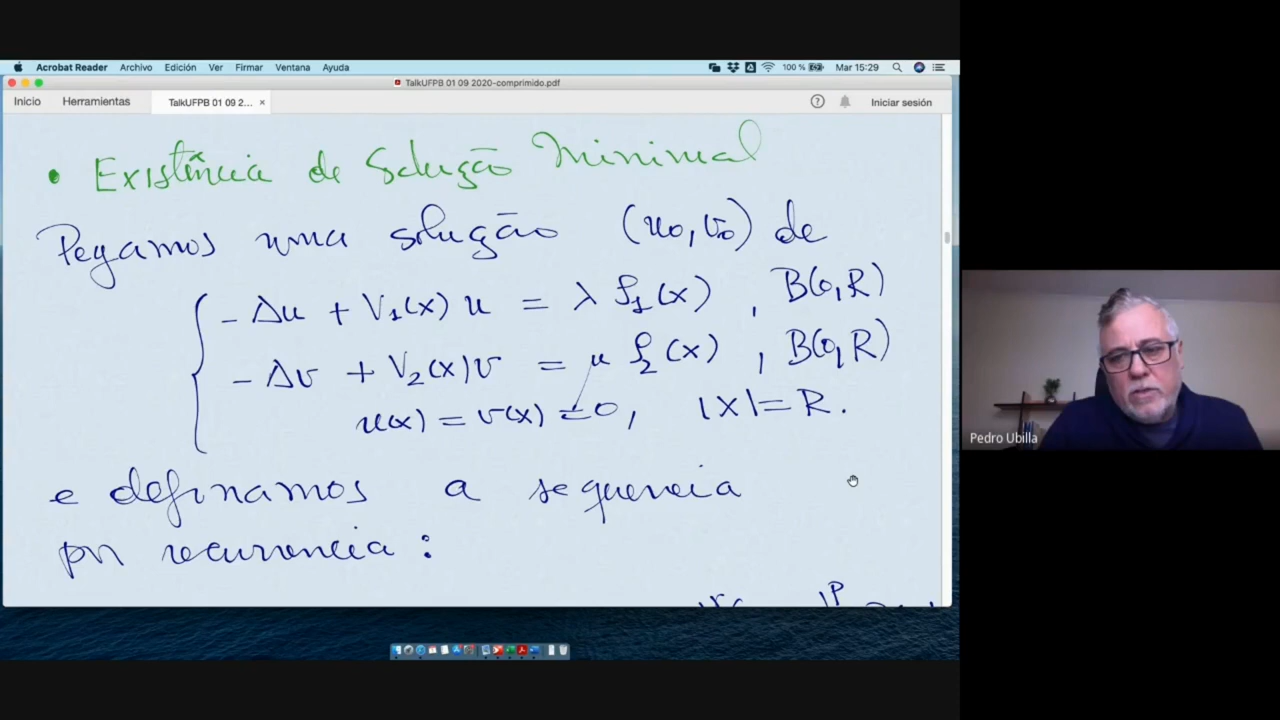 Acrobat Reader Archivo Edición Ver Firmar Ventana Ayuda 100 % Mar 15:29
TalkUFPB 01 09 2020-comprimido.pdf
Inicio Herramientas TalkUFPB 01 09 2... × Iniciar sesión
• Existência de Solução Minimal
Pegamos uma solução (u₀,v₀) de
-Δu + V₁(x) u = λ f₁(x) , B(0,R)
-Δv + V₂(x)v = μ f₂(x) , B(0,R)
u(x) = v(x) = 0, |x| = R.
e definamos a sequencia
por recurrencia :
Pedro Ubilla